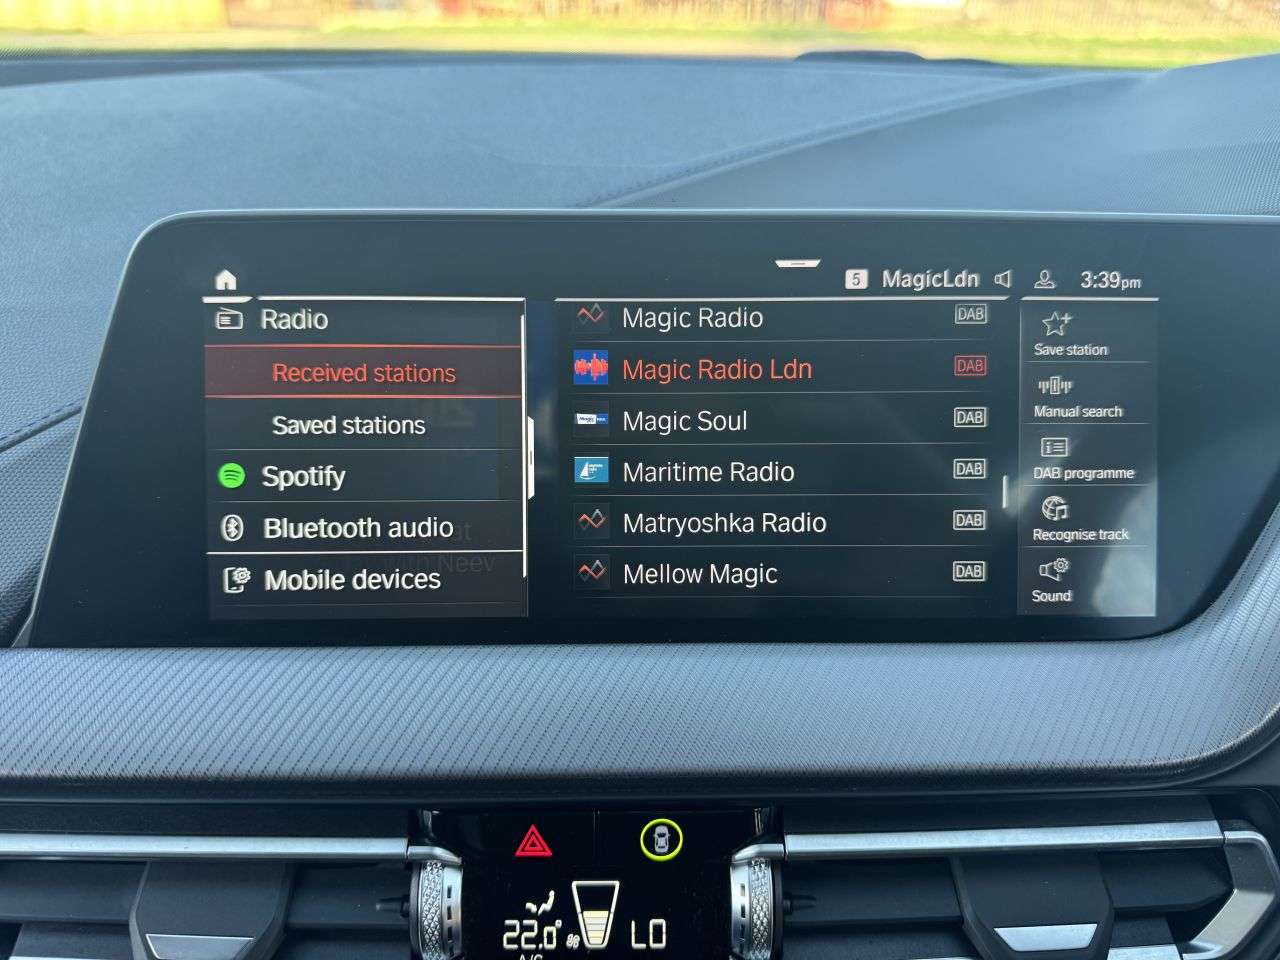 5 MagicLdn 3:39pm
Radio
Received stations
Saved stations
Spotify
Bluetooth audio
Mobile devices
Magic Radio DAB
Magic Radio Ldn DAB
Magic Soul DAB
Maritime Radio DAB
Matryoshka Radio DAB
Mellow Magic DAB
Save station
Manual search
DAB programme
Recognise track
Sound
22.0° LO
A/C